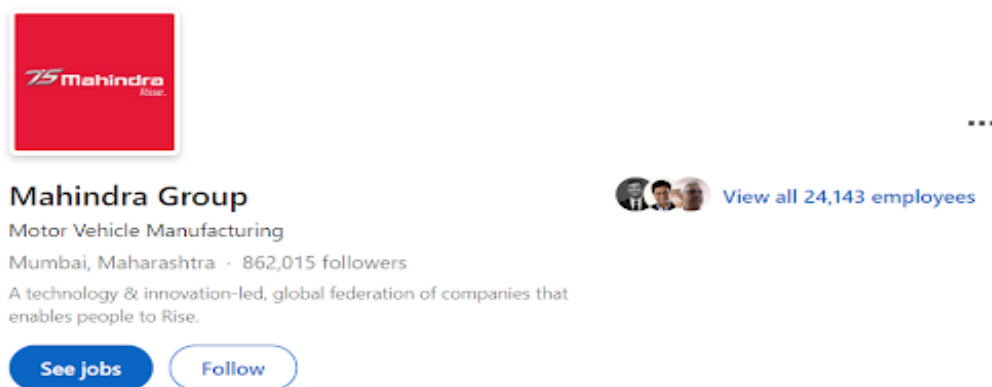 75 Mahindra
Rise.
Mahindra Group
View all 24,143 employees
Motor Vehicle Manufacturing
Mumbai, Maharashtra · 862,015 followers
A technology & innovation-led, global federation of companies that
enables people to Rise.
See jobs
Follow